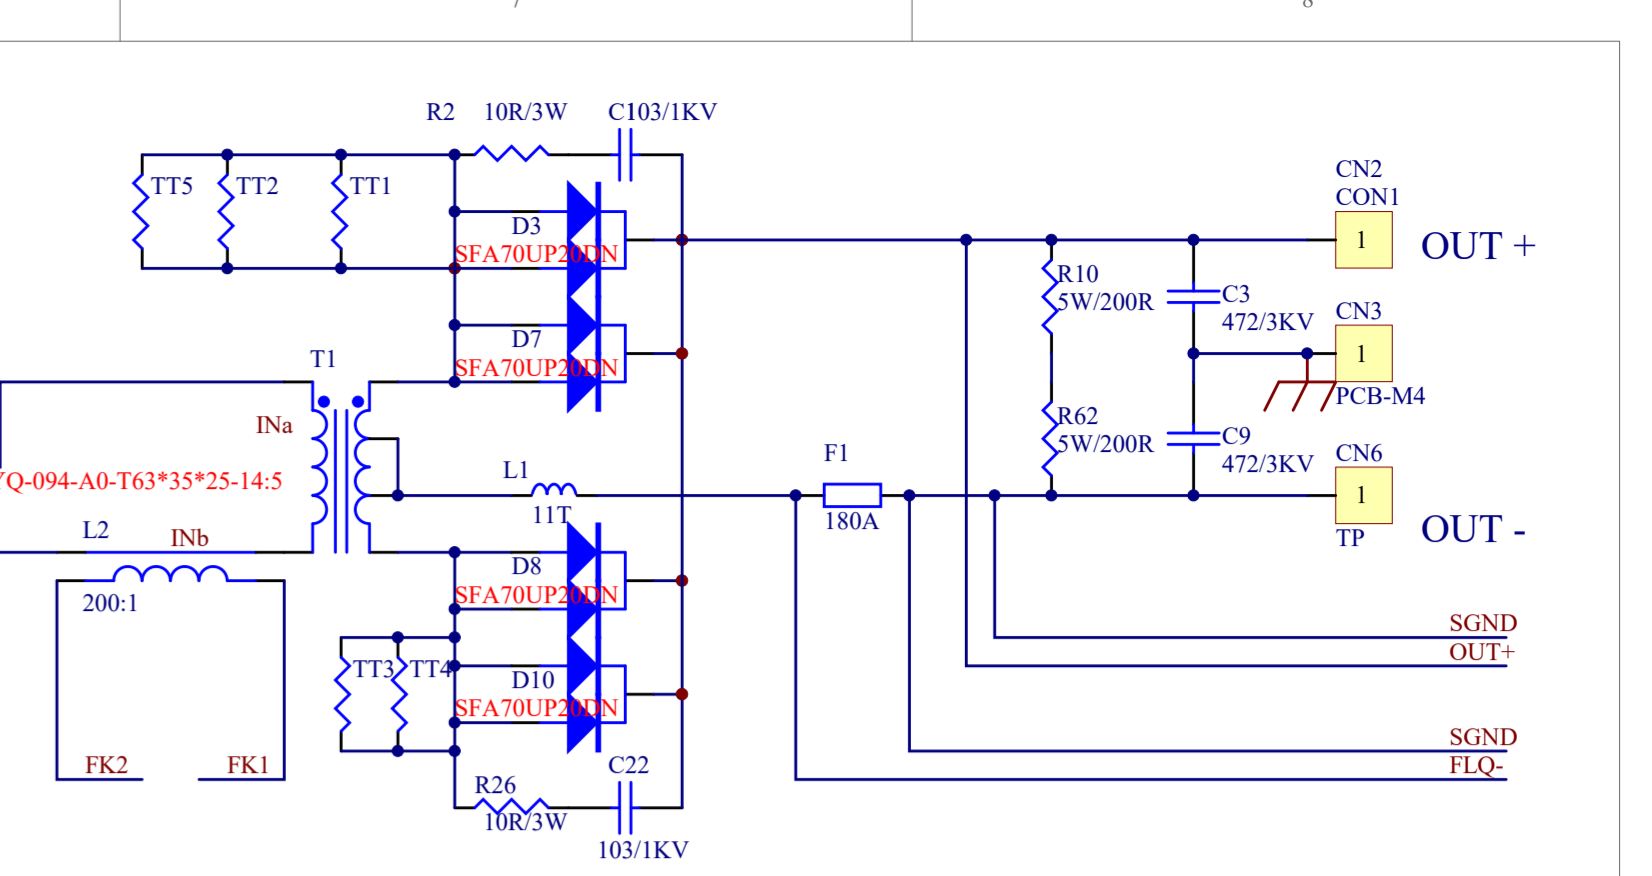 7
8
R2
10R/3W
C103/1KV
TT5
TT2
TT1
D3
SFA70UP20DN
D7
SFA70UP20DN
CN2
CON1
1
OUT +
R10
5W/200R
C3
472/3KV
CN3
1
PCB-M4
T1
INa
YQ-094-A0-T63*35*25-14:5
L1
11T
F1
180A
R62
5W/200R
C9
472/3KV
CN6
1
TP
OUT -
L2
INb
200:1
FK2
FK1
D8
SFA70UP20DN
TT3
TT4
D10
SFA70UP20DN
R26
10R/3W
C22
103/1KV
SGND
OUT+
SGND
FLQ-